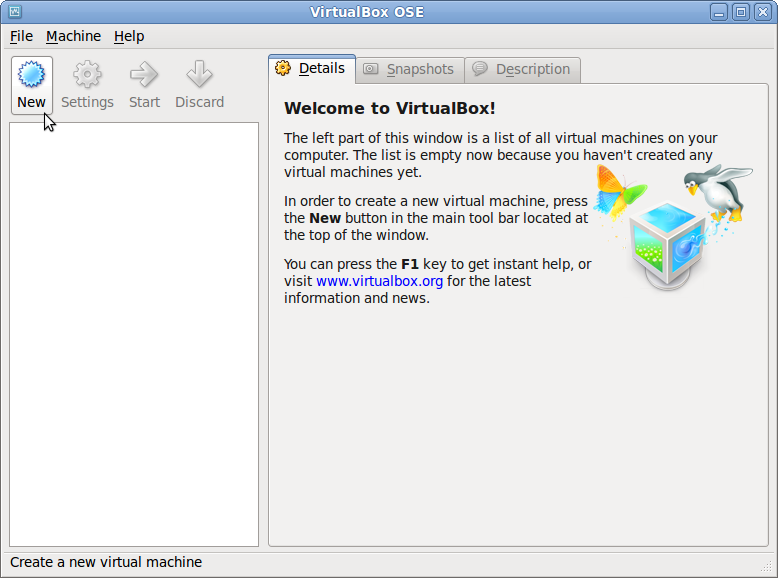 VirtualBox OSE
File Machine Help
New Settings Start Discard
Details Snapshots Description
Welcome to VirtualBox!
The left part of this window is a list of all virtual machines on your
computer. The list is empty now because you haven't created any
virtual machines yet.
In order to create a new virtual machine, press
the New button in the main tool bar located at
the top of the window.
You can press the F1 key to get instant help, or
visit www.virtualbox.org for the latest
information and news.
Create a new virtual machine